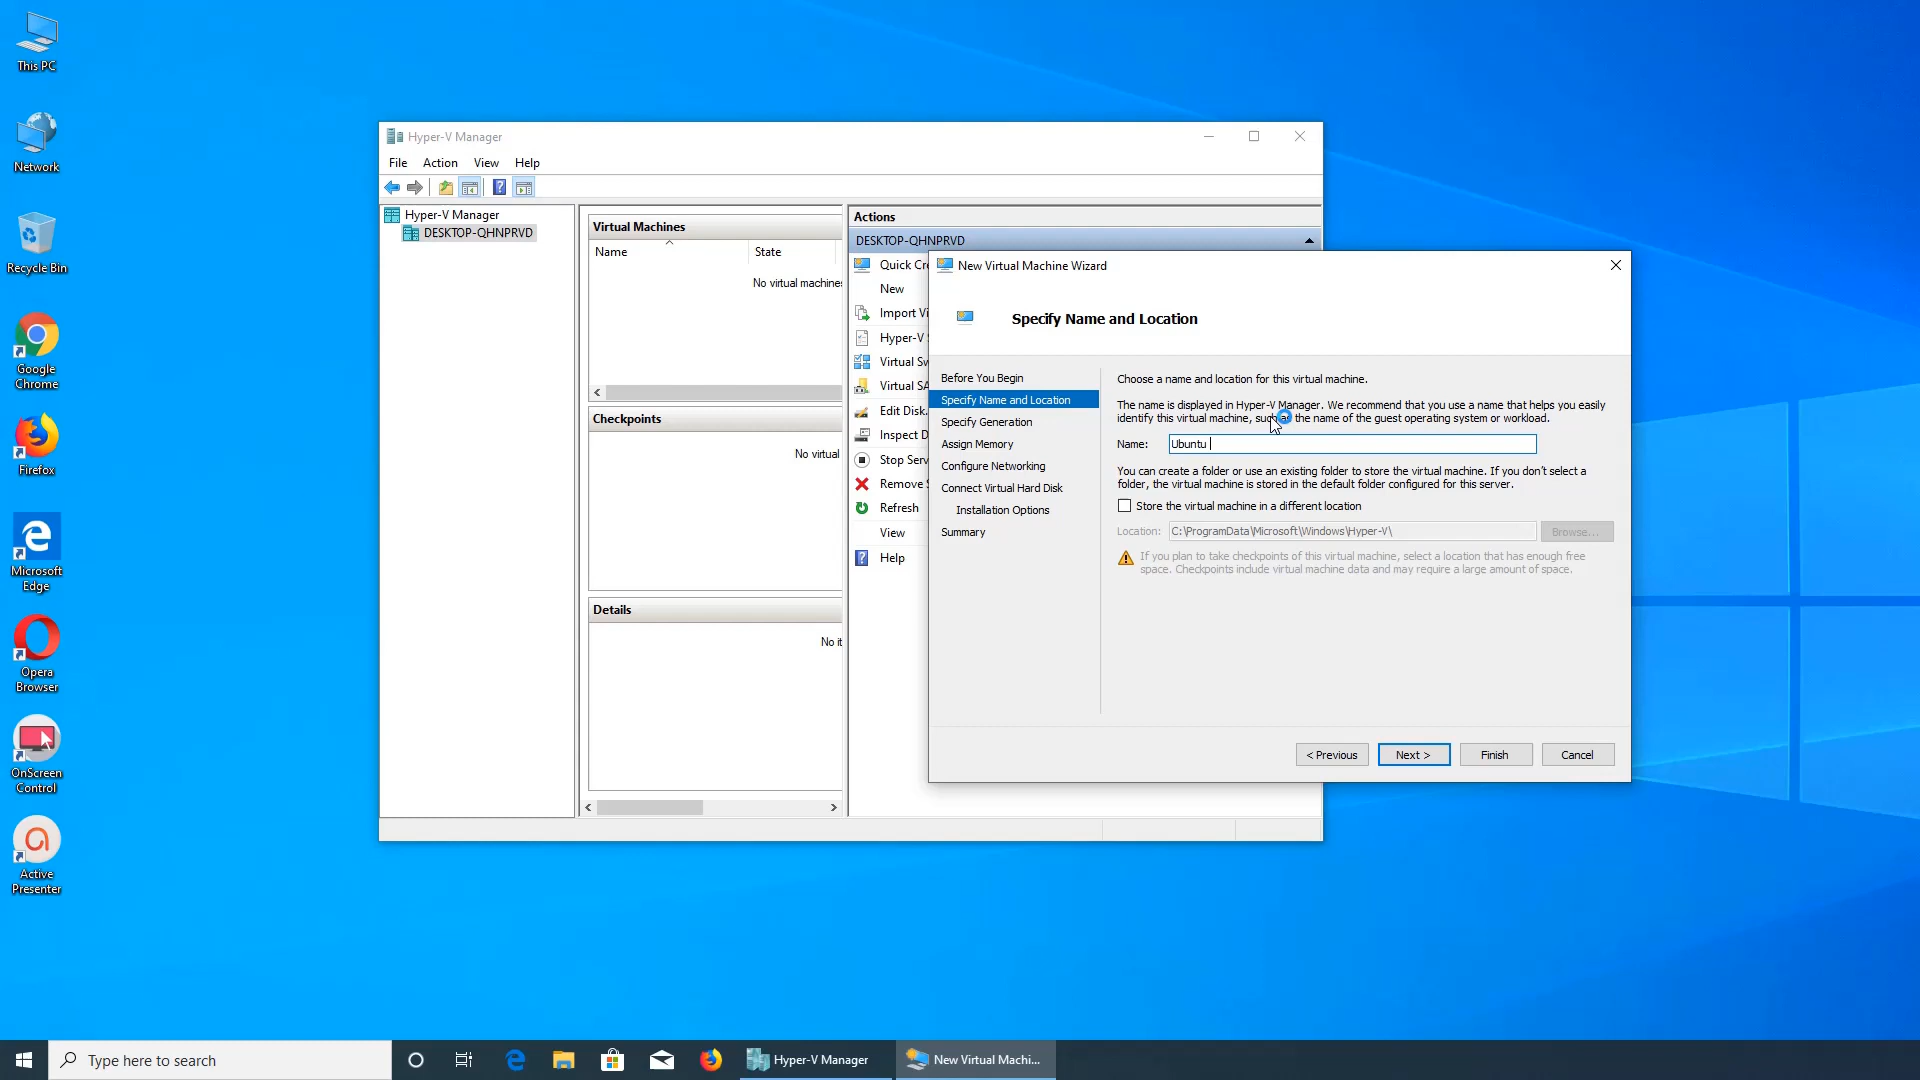 This PC
Network
Recycle Bin
Google
Chrome
Firefox
Microsoft
Edge
Opera
Browser
OnScreen
Control
Active
Presenter
Hyper-V Manager
File Action View Help
Hyper-V Manager
DESKTOP-QHNPRVD
Virtual Machines
Name State
No virtual machines
Checkpoints
No virtual
Details
No it
Actions
DESKTOP-QHNPRVD
Quick Cr
New
Import Vi
Hyper-V S
Virtual Sw
Virtual SA
Edit Disk.
Inspect D
Stop Serv
Remove S
Refresh
View
Help
New Virtual Machine Wizard
Specify Name and Location
Before You Begin
Specify Name and Location
Specify Generation
Assign Memory
Configure Networking
Connect Virtual Hard Disk
Installation Options
Summary
Choose a name and location for this virtual machine.
The name is displayed in Hyper-V Manager. We recommend that you use a name that helps you easily
identify this virtual machine, such as the name of the guest operating system or workload.
Name: Ubuntu
You can create a folder or use an existing folder to store the virtual machine. If you don't select a
folder, the virtual machine is stored in the default folder configured for this server.
Store the virtual machine in a different location
Location: C:\ProgramData\Microsoft\Windows\Hyper-V\ Browse...
If you plan to take checkpoints of this virtual machine, select a location that has enough free
space. Checkpoints include virtual machine data and may require a large amount of space.
< Previous Next > Finish Cancel
Type here to search Hyper-V Manager New Virtual Machi...